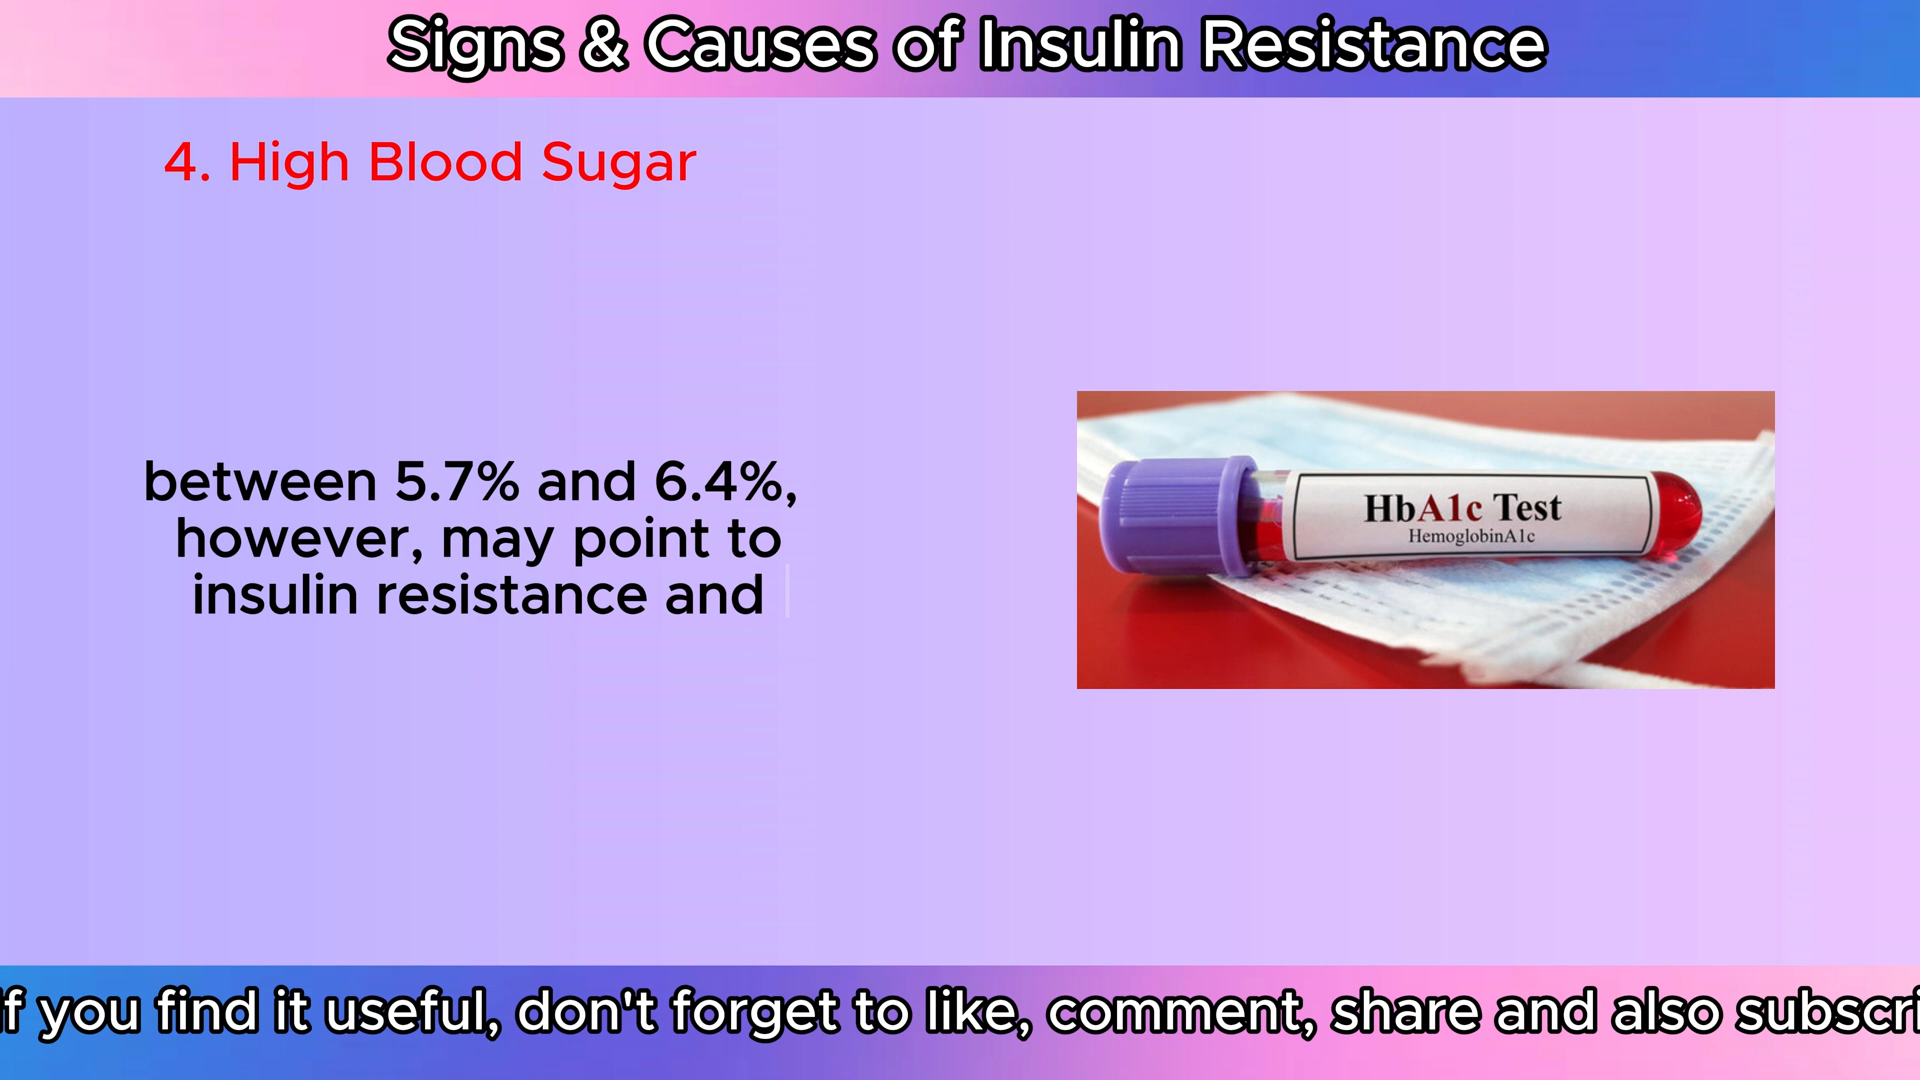 Signs & Causes of Insulin Resistance
4. High Blood Sugar
between 5.7% and 6.4%,
however, may point to
insulin resistance and
HbA1c Test
HemoglobinA1c
If you find it useful, don't forget to like, comment, share and also subscri